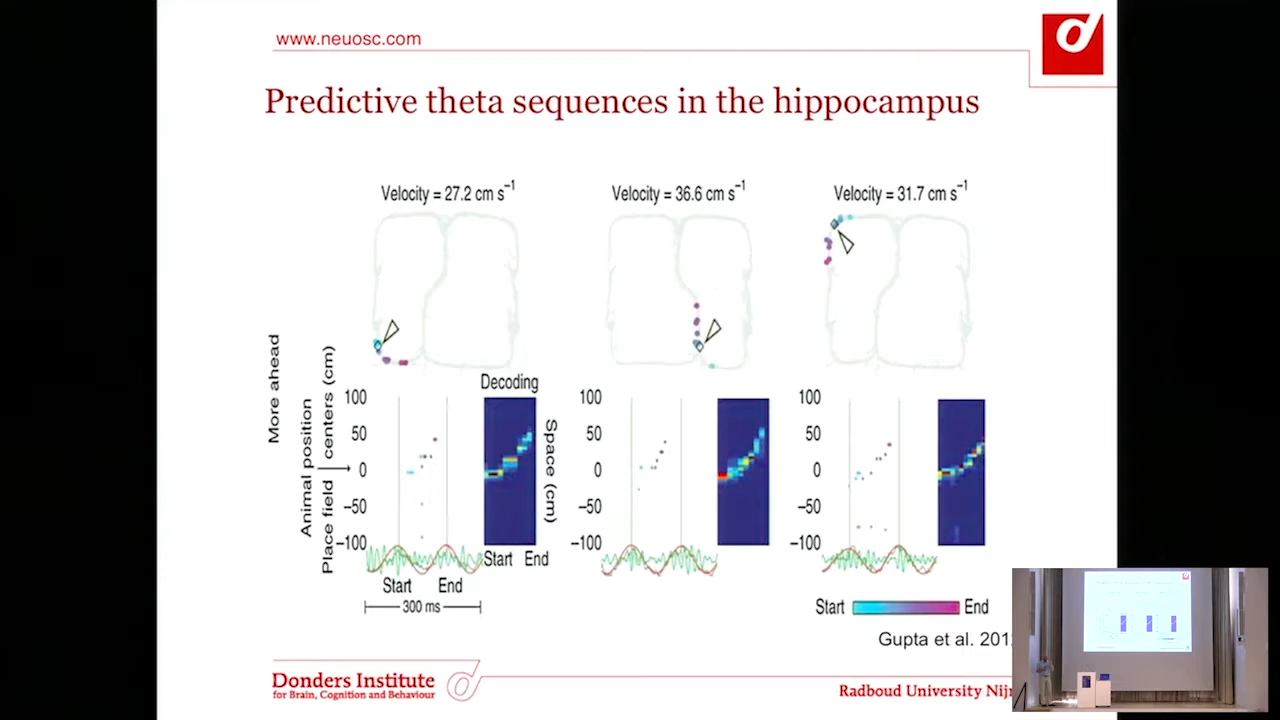 www.neuosc.com
Predictive theta sequences in the hippocampus
Velocity = 27.2 cm s⁻¹
Velocity = 36.6 cm s⁻¹
Velocity = 31.7 cm s⁻¹
More ahead
Animal position
Place field centers (cm)
100
50
0
−50
−100
Decoding
Space (cm)
Start End
Start End
300 ms
100
50
0
−50
−100
100
50
0
−50
−100
Start End
Gupta et al. 201
Donders Institute
for Brain, Cognition and Behaviour
Radboud University